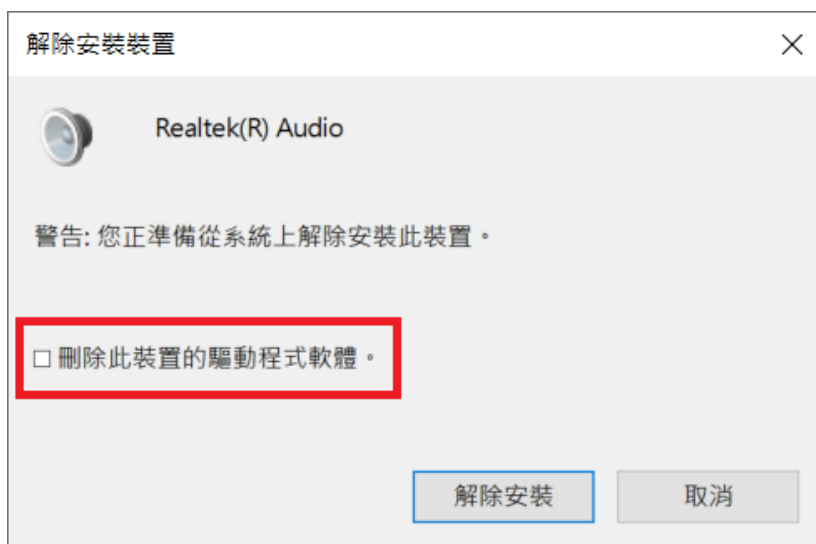 解除安裝裝置
Realtek(R) Audio
警告: 您正準備從系統上解除安裝此裝置。
刪除此裝置的驅動程式軟體。
解除安裝
取消